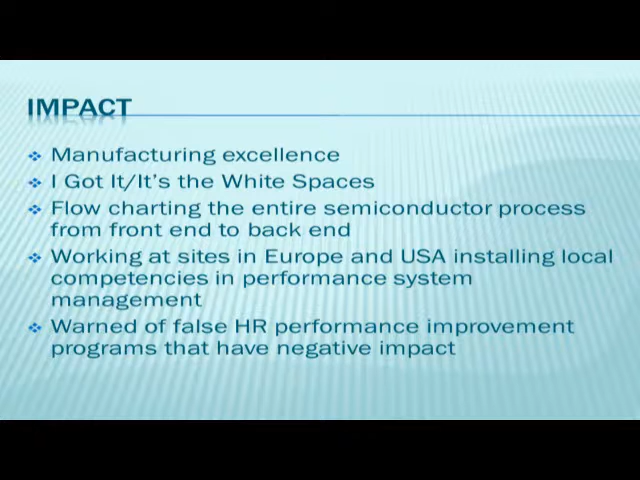 IMPACT
Manufacturing excellence
I Got It/It's the White Spaces
Flow charting the entire semiconductor process
from front end to back end
Working at sites in Europe and USA installing local
competencies in performance system
management
Warned of false HR performance improvement
programs that have negative impact